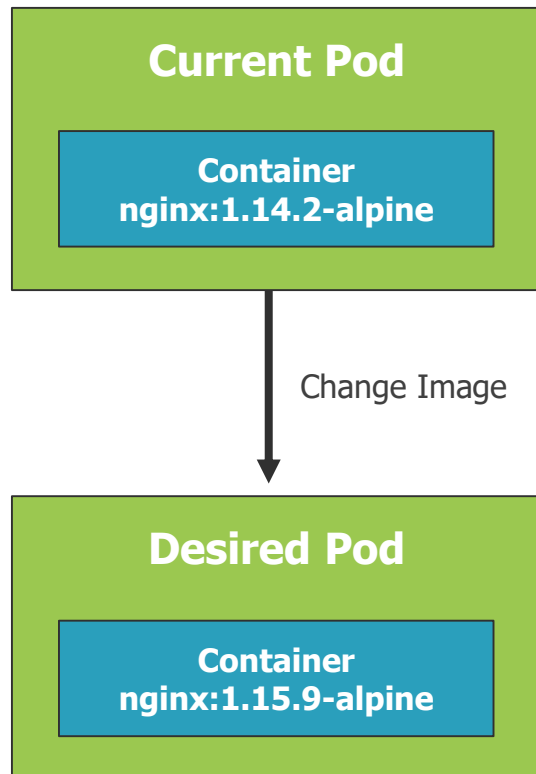 Current Pod
Container
nginx:1.14.2-alpine
Change Image
Desired Pod
Container
nginx:1.15.9-alpine